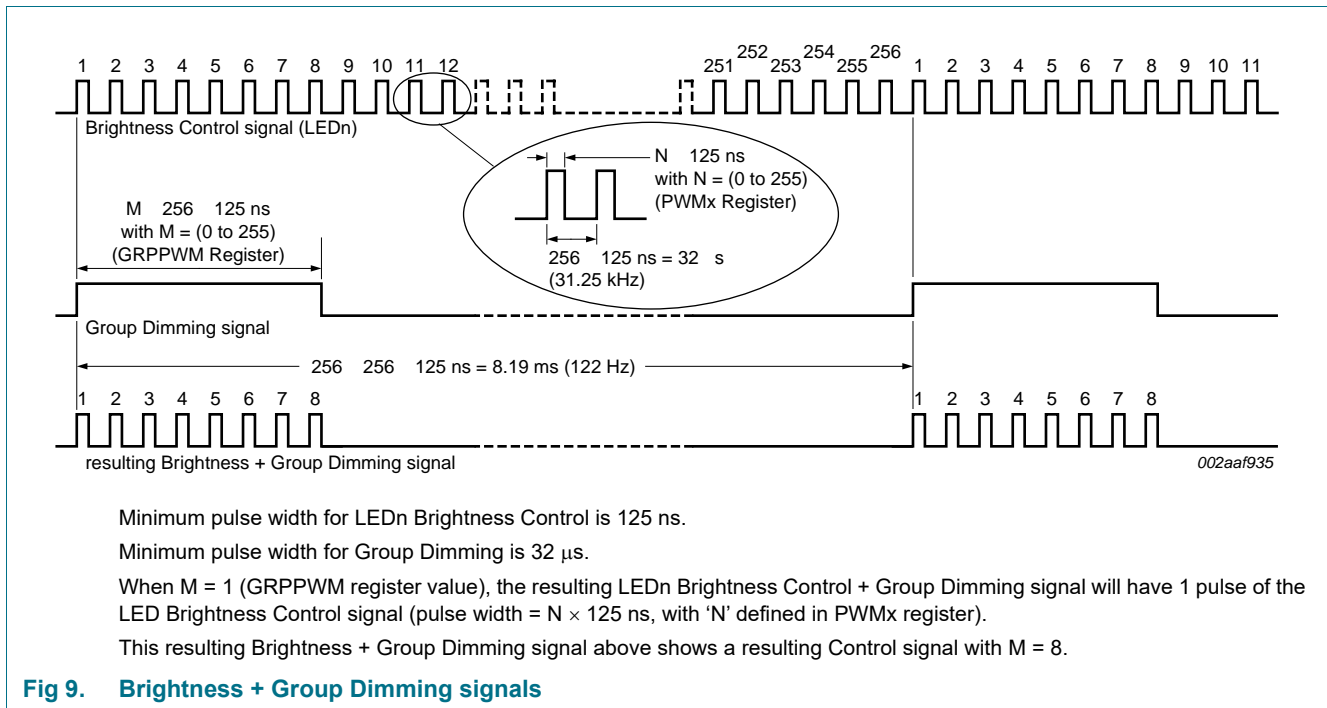 1 2 3 4 5 6 7 8 9 10 11 12 251 252 253 254 255 256 1 2 3 4 5 6 7 8 9 10 11
Brightness Control signal (LEDn)
N 125 ns
with N = (0 to 255)
(PWMx Register)
256 125 ns = 32 s
(31.25 kHz)
M 256 125 ns
with M = (0 to 255)
(GRPPWM Register)
Group Dimming signal
256 256 125 ns = 8.19 ms (122 Hz)
1 2 3 4 5 6 7 8 1 2 3 4 5 6 7 8
resulting Brightness + Group Dimming signal
002aaf935
Minimum pulse width for LEDn Brightness Control is 125 ns.
Minimum pulse width for Group Dimming is 32 μs.
When M = 1 (GRPPWM register value), the resulting LEDn Brightness Control + Group Dimming signal will have 1 pulse of the
LED Brightness Control signal (pulse width = N × 125 ns, with ‘N’ defined in PWMx register).
This resulting Brightness + Group Dimming signal above shows a resulting Control signal with M = 8.
Fig 9. Brightness + Group Dimming signals